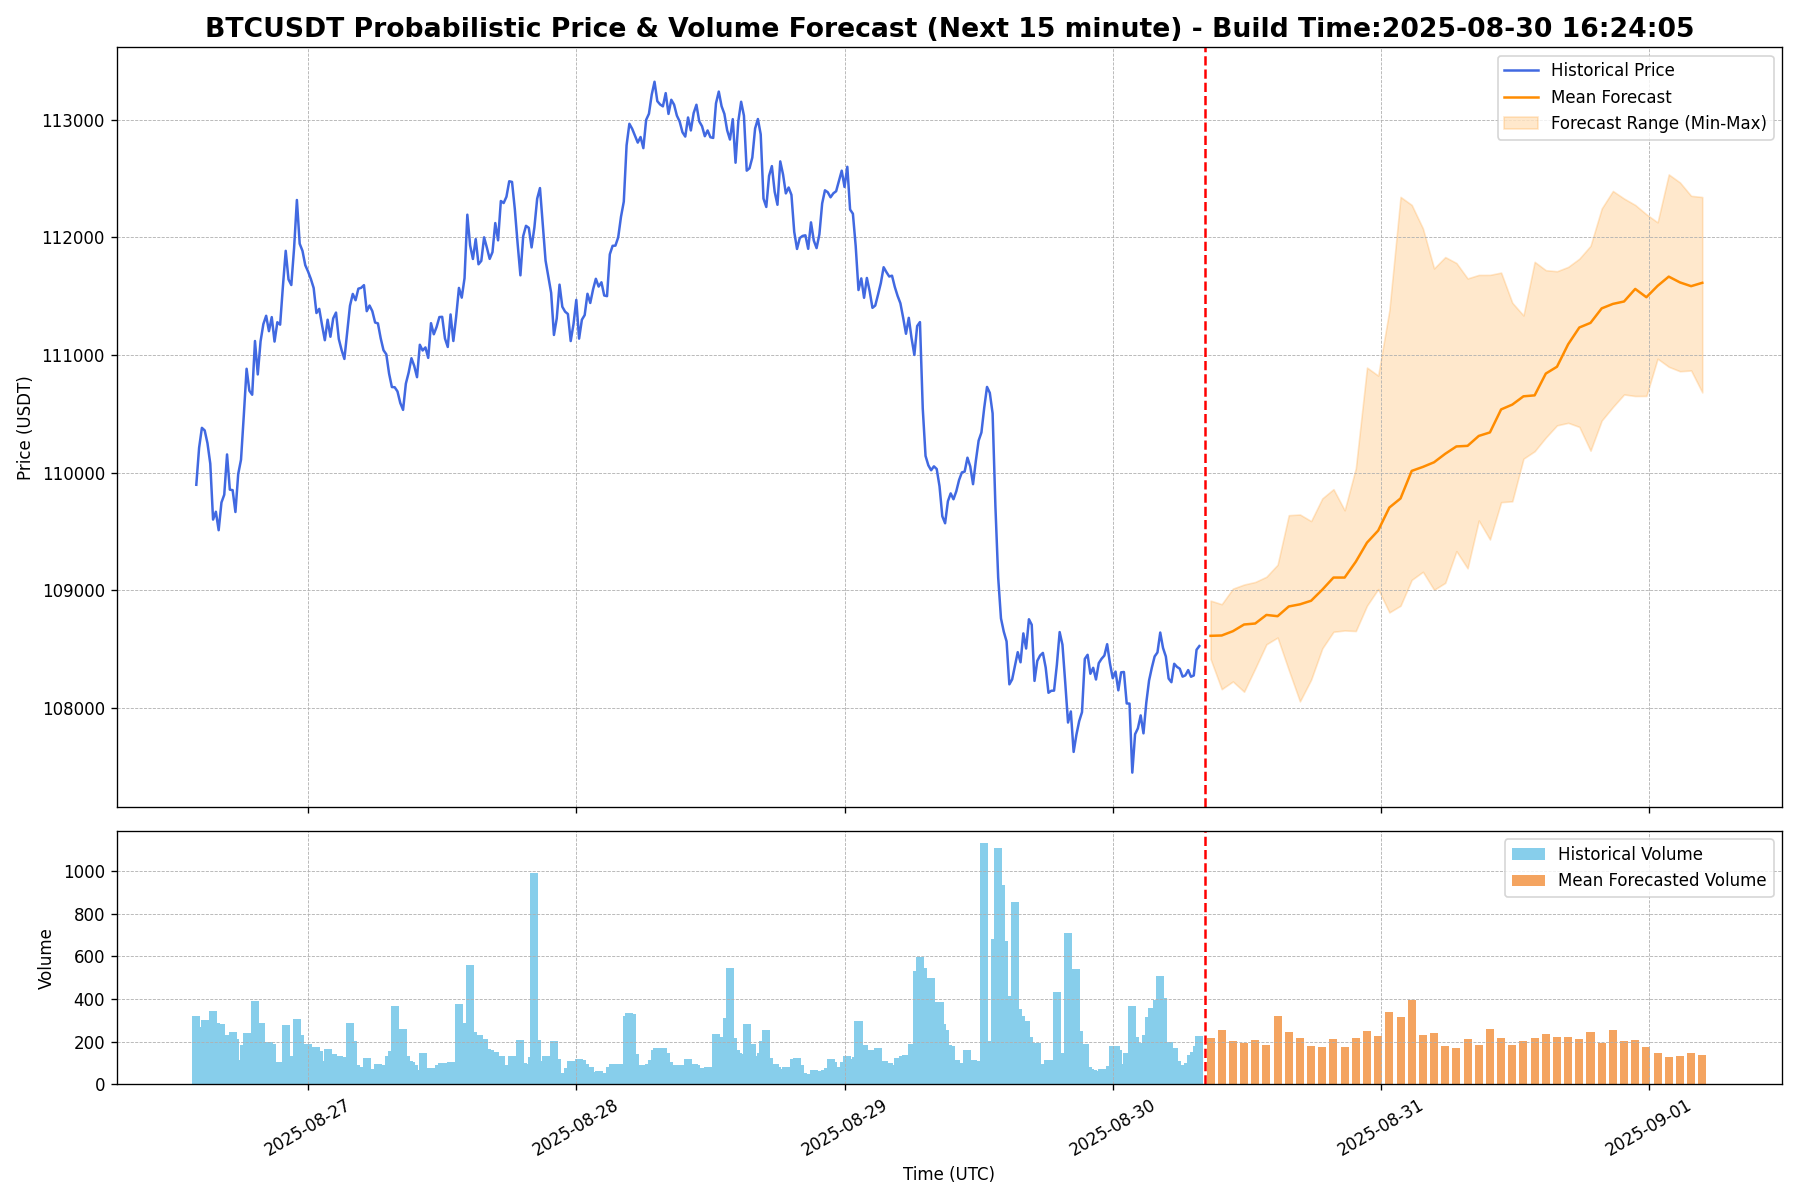 BTCUSDT Probabilistic Price & Volume Forecast (Next 15 minute) - Build Time:2025-08-30 16:24:05
Historical Price
Mean Forecast
Forecast Range (Min-Max)
Price (USDT)
113000
112000
111000
110000
109000
108000
Historical Volume
Mean Forecasted Volume
Volume
1000
800
600
400
200
0
2025-08-27
2025-08-28
2025-08-29
2025-08-30
2025-08-31
2025-09-01
Time (UTC)